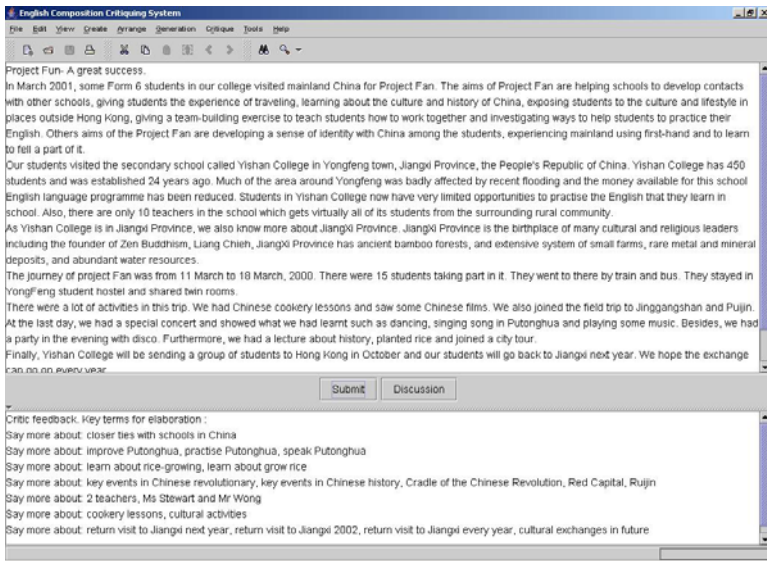 English Composition Critiquing System
File Edit View Create Arrange Generation Critique Tools Help
Project Fun- A great success.
In March 2001, some Form 6 students in our college visited mainland China for Project Fan. The aims of Project Fan are helping schools to develop contacts
with other schools, giving students the experience of traveling, learning about the culture and history of China, exposing students to the culture and lifestyle in
places outside Hong Kong, giving a team-building exercise to teach students how to work together and investigating ways to help students to practise their
English. Others aims of the Project Fan are developing a sense of identity with China among the students, experiencing mainland using first-hand and to learn
to fell a part of it.
Our students visited the secondary school called Yishan College in Yongfeng town, Jiangxi Province, the People's Republic of China. Yishan College has 450
students and was established 24 years ago. Much of the area around Yongfeng was badly affected by recent flooding and the money available for this school
English language programme has been reduced. Students in Yishan College now have very limited opportunities to practise the English that they learn in
school. Also, there are only 10 teachers in the school which gets virtually all of its students from the surrounding rural community.
As Yishan College is in Jiangxi Province, we also know more about JiangXi Province. JiangXi Province is the birthplace of many cultural and religious leaders
including the founder of Zen Buddhism, Liang Chieh, JiangXi Province has ancient bamboo forests, and extensive system of small farms, rare metal and mineral
deposits, and abundant water resources.
The journey of project Fan was from 11 March to 18 March, 2000. There were 15 students taking part in it. They went to there by train and bus. They stayed in
YongFeng student hostel and shared twin rooms.
There were a lot of activities in this trip. We had Chinese cookery lessons and saw some Chinese films. We also joined the field trip to Jinggangshan and Puijin.
At the last day, we had a special concert and showed what we had learnt such as dancing, singing song in Putonghua and playing some music. Besides, we had
a party in the evening with disco. Furthermore, we had a lecture about history, planted rice and joined a city tour.
Finally, Yishan College will be sending a group of students to Hong Kong in October and our students will go back to Jiangxi next year. We hope the exchange
can go on every year.
Submit Discussion
Critic feedback. Key terms for elaboration :
Say more about: closer ties with schools in China
Say more about: improve Putonghua, practise Putonghua, speak Putonghua
Say more about: learn about rice-growing, learn about grow rice
Say more about: key events in Chinese revolutionary, key events in Chinese history, Cradle of the Chinese Revolution, Red Capital, Ruijin
Say more about: 2 teachers, Ms Stewart and Mr Wong
Say more about: cookery lessons, cultural activities
Say more about: return visit to Jiangxi next year, return visit to Jiangxi 2002, return visit to Jiangxi every year, cultural exchanges in future